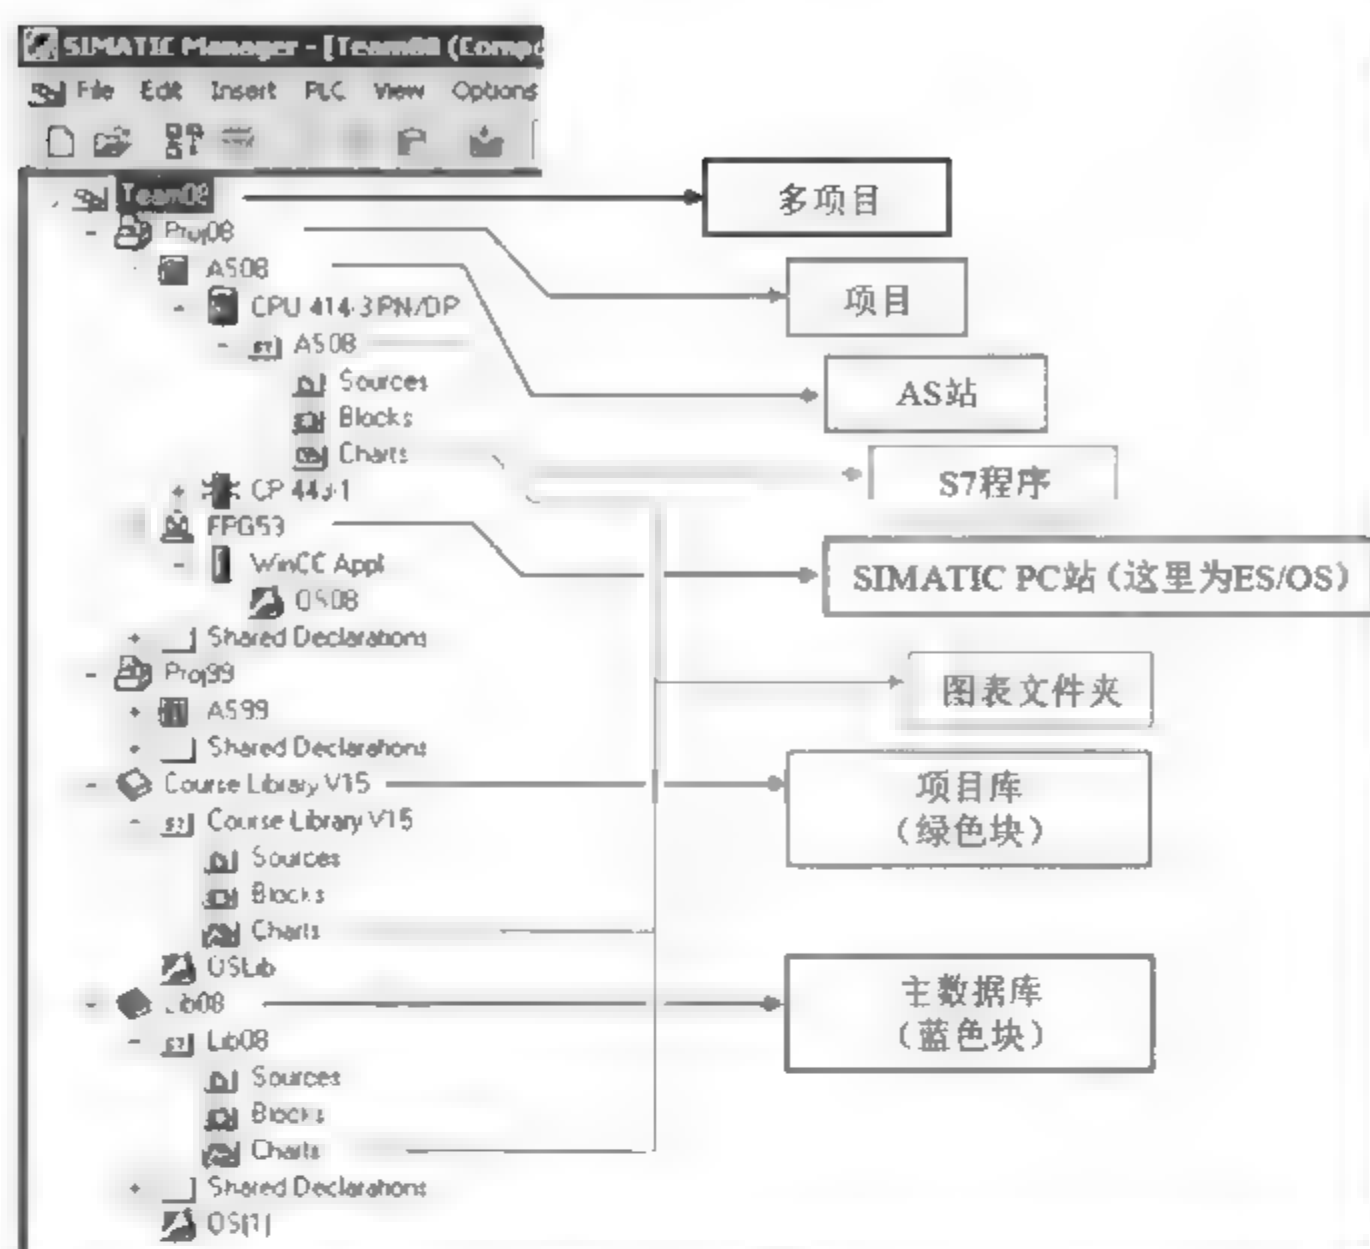 SIMATIC Manager - [Team08 (Compo
File Edit Insert PLC View Options
Team08
多项目
Proj08
AS08
项目
CPU 414-3 PN/DP
AS08
Sources
AS站
Blocks
Charts
S7程序
CP 443-1
WinCC Appl
SIMATIC PC站（这里为ES/OS）
OS08
Shared Declarations
Proj99
图表文件夹
AS99
Shared Declarations
Course Library V15
项目库
（绿色块）
Course Library V15
Sources
Blocks
Charts
OSLib
主数据库
（蓝色块）
Lib08
Lib08
Sources
Blocks
Charts
Shared Declarations
OS(1)